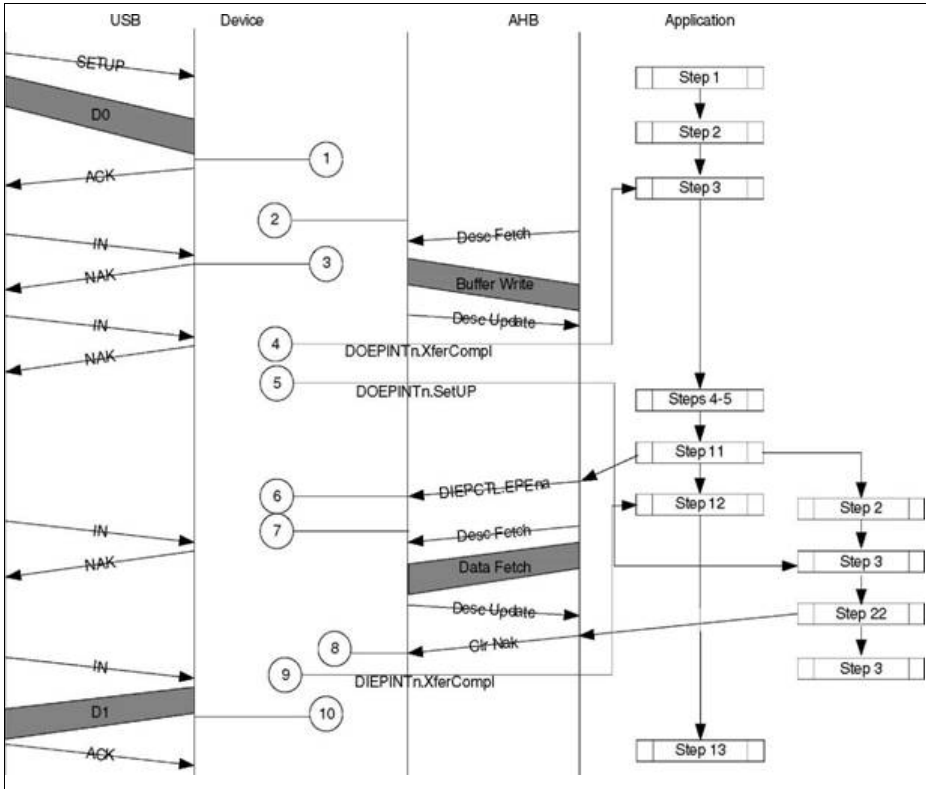 USB Device AHB Application
SETUP
Step 1
D0
Step 2
1
ACK
Step 3
2
Desc Fetch
IN
3
NAK
Buffer Write
IN
Desc Update
4
NAK
DOEPINTn.XferCompl
5
DOEPINTn.SetUP
Steps 4-5
Step 11
DIEPCTL.EPEna
6
Step 12
Step 2
IN
7
Desc Fetch
NAK
Data Fetch
Step 3
Desc Update
Step 22
8
Clr Nak
IN
9
DIEPINTn.XferCompl
Step 3
D1
10
ACK
Step 13